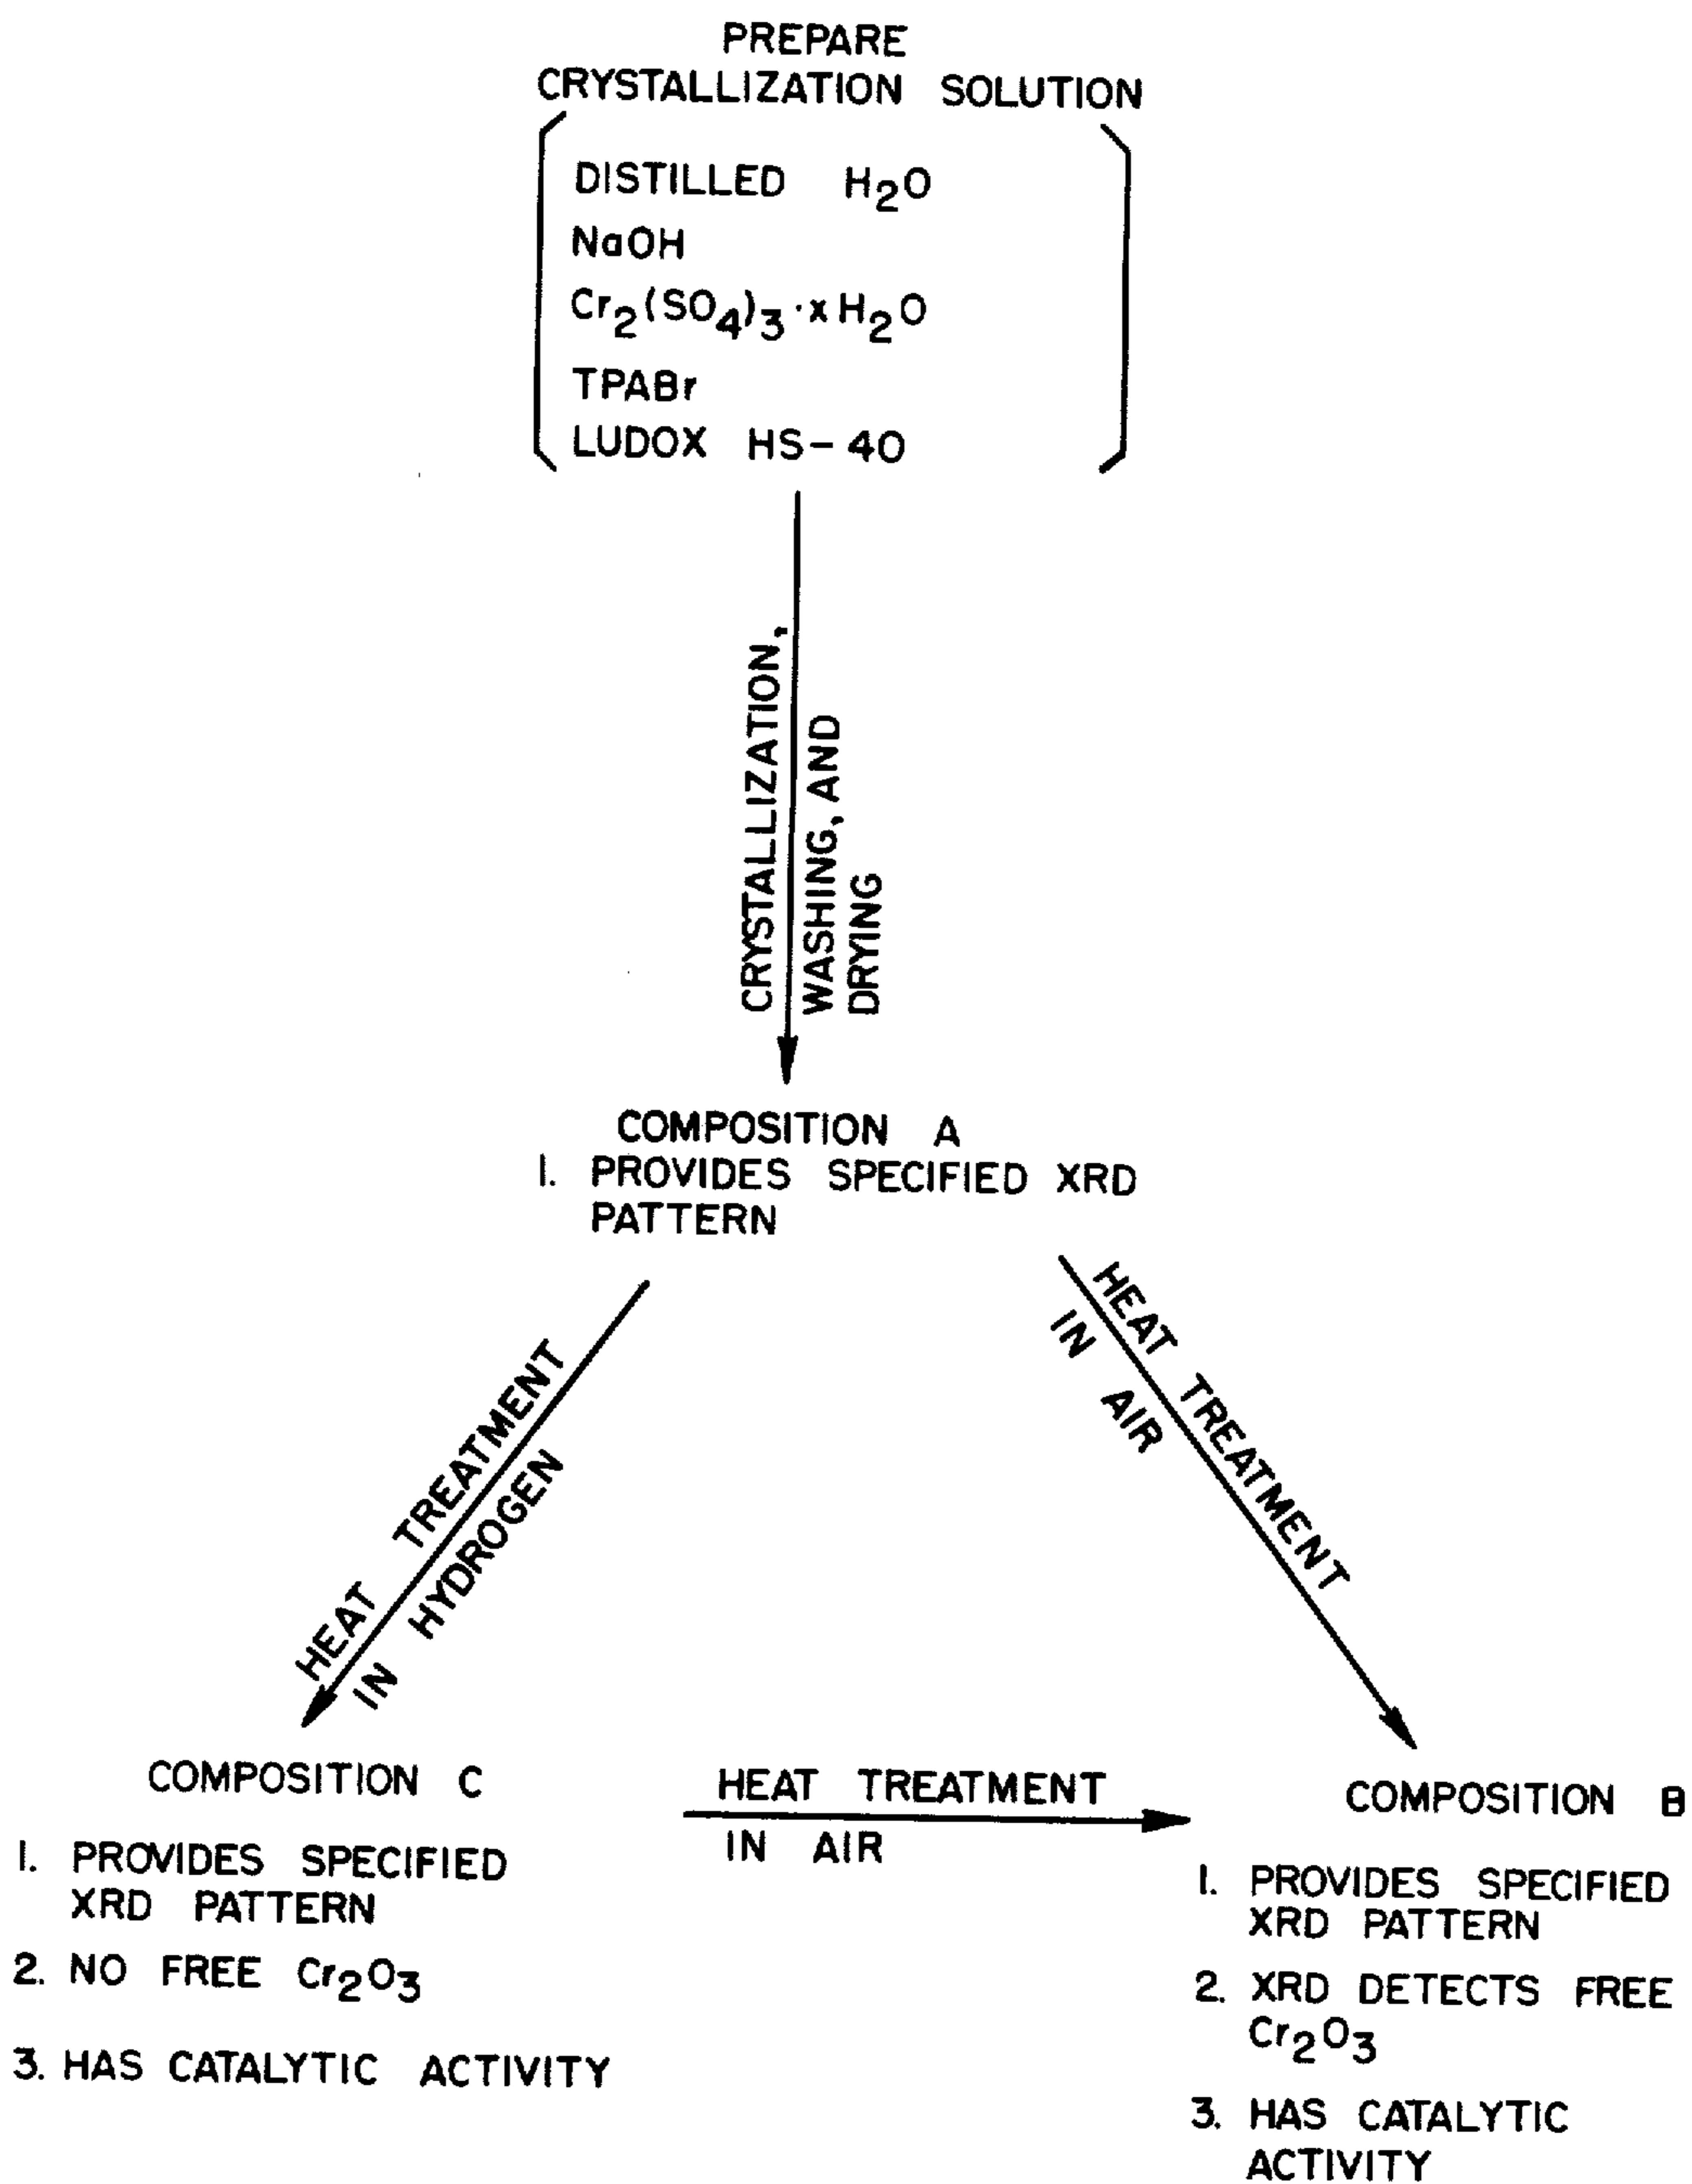 PREPARE
CRYSTALLIZATION SOLUTION
DISTILLED H₂O
NaOH
Cr₂(SO₄)₃·xH₂O
TPABr
LUDOX HS-40
CRYSTALLIZATION,
WASHING, AND
DRYING
COMPOSITION A
1. PROVIDES SPECIFIED XRD
PATTERN
HEAT TREATMENT
IN HYDROGEN
HEAT TREATMENT
IN AIR
COMPOSITION C
1. PROVIDES SPECIFIED
XRD PATTERN
2. NO FREE Cr₂O₃
3. HAS CATALYTIC ACTIVITY
HEAT TREATMENT
IN AIR
COMPOSITION B
1. PROVIDES SPECIFIED
XRD PATTERN
2. XRD DETECTS FREE
Cr₂O₃
3. HAS CATALYTIC
ACTIVITY